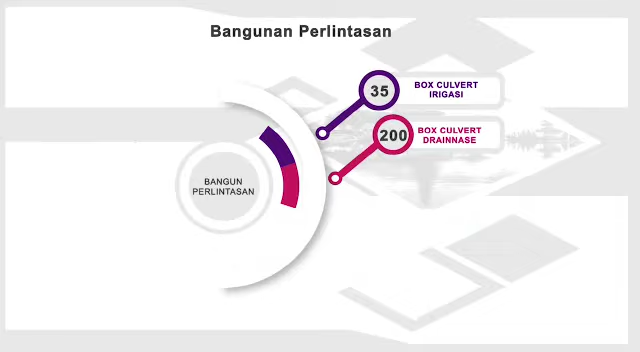 Bangunan Perlintasan
35
BOX CULVERT
IRIGASI
200
BOX CULVERT
DRAINNASE
BANGUN
PERLINTASAN